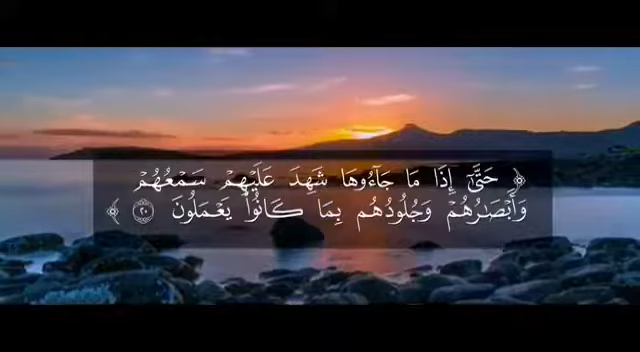 ﴿ حَتَّىٰٓ إِذَا مَا جَآءُوهَا شَهِدَ عَلَيْهِمْ سَمْعُهُمْ
وَأَبْصَـٰرُهُمْ وَجُلُودُهُم بِمَا كَانُوا۟ يَعْمَلُونَ ٢٠ ﴾